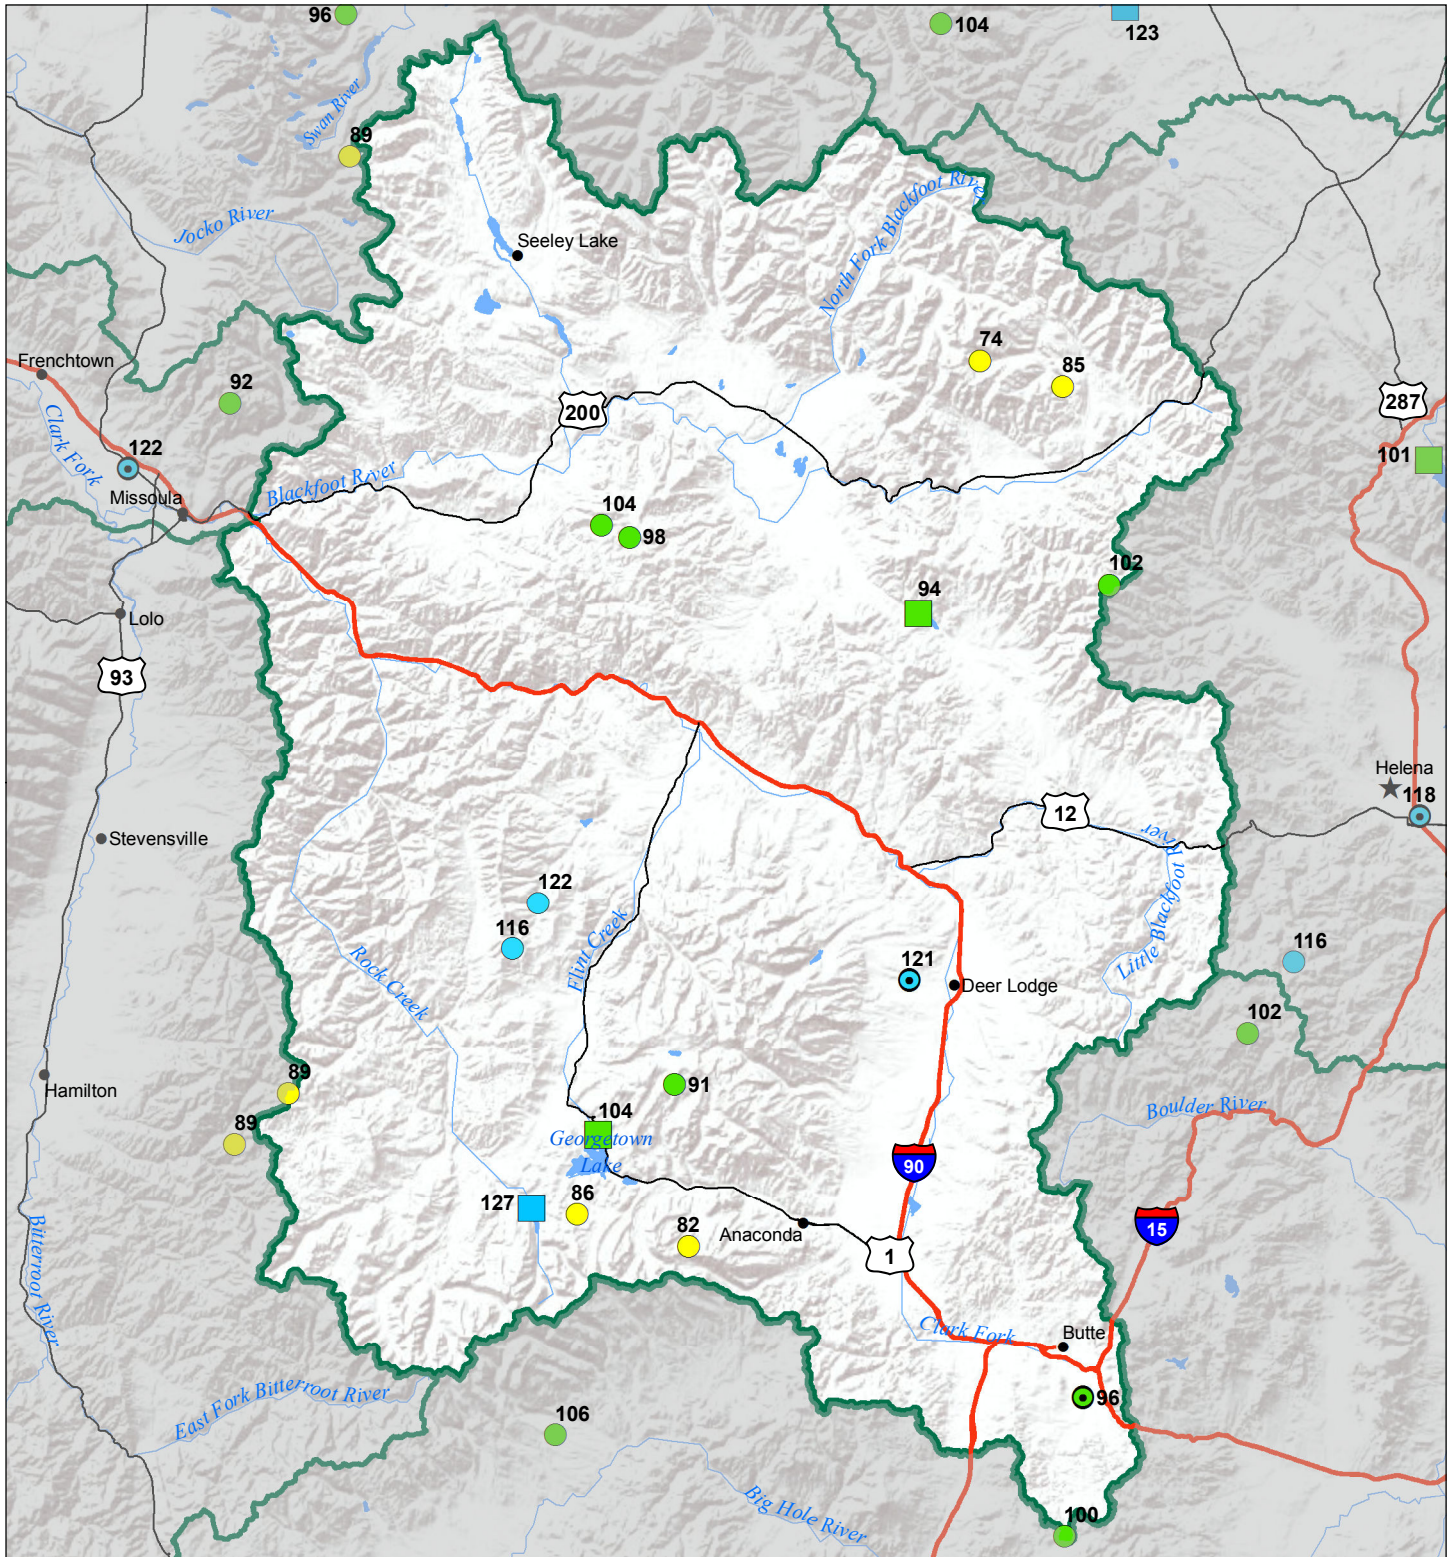 96
104
123
Swan River
89
Jocko River
North Fork Blackfoot River
Seeley Lake
74
85
Frenchtown
92
200
287
Clark Fork
122
101
Blackfoot River
Missoula
104
98
102
94
Lolo
93
Helena
118
12
Stevensville
Little Blackfoot River
122
116
Flint Creek
Rock Creek
121
116
Deer Lodge
102
89
Hamilton
91
Boulder River
104
89
Georgetown
Lake
90
127
86
15
82
Anaconda
1
Bitterroot River
Clark Fork
Butte
East Fork Bitterroot River
96
106
Big Hole River
100